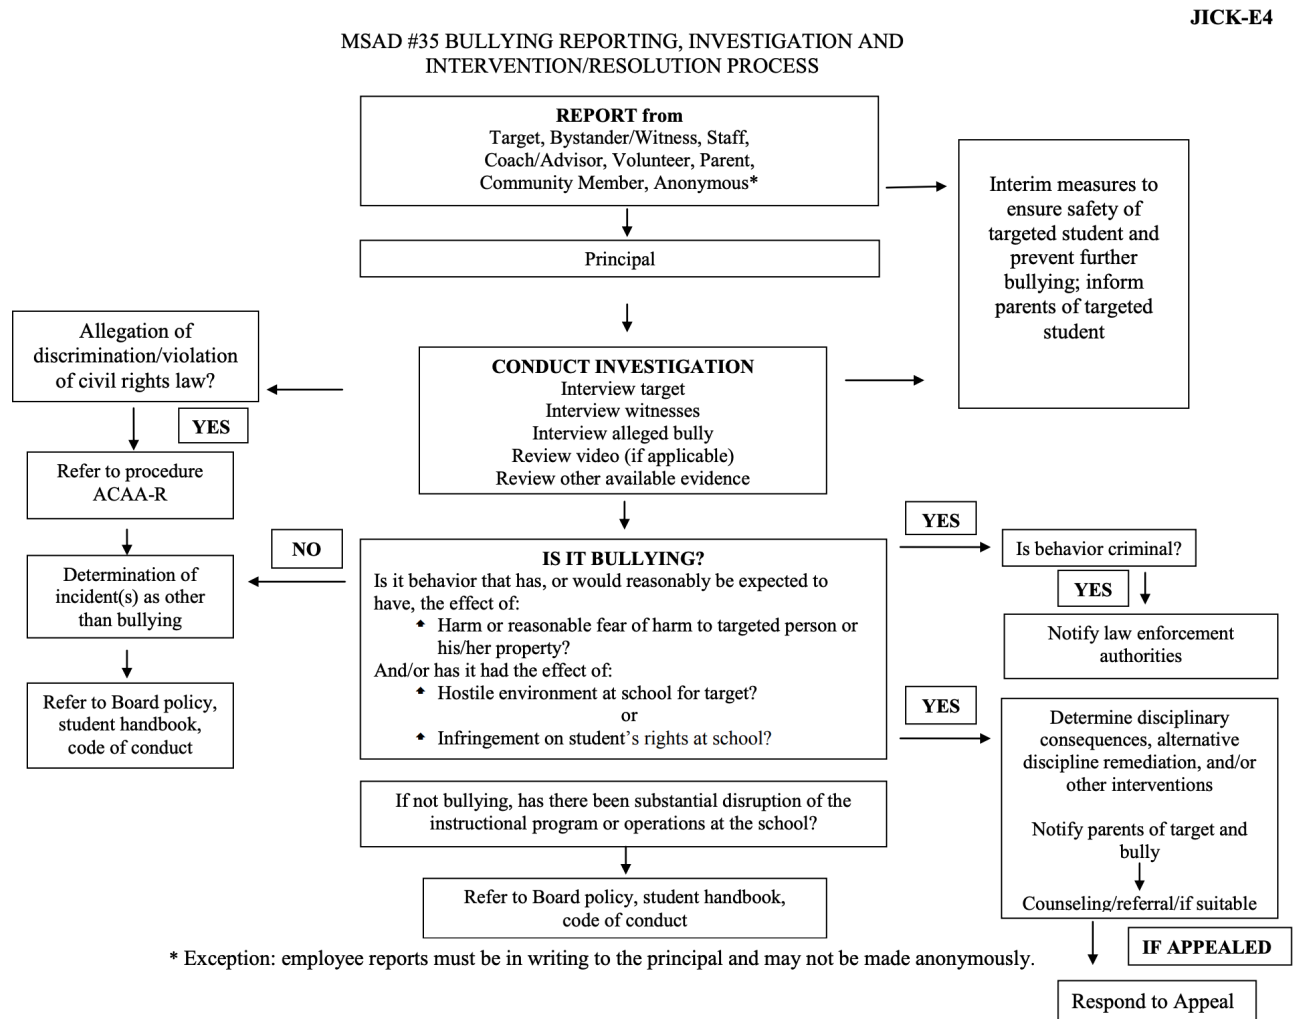 JICK-E4
MSAD #35 BULLYING REPORTING, INVESTIGATION AND
INTERVENTION/RESOLUTION PROCESS
REPORT from
Target, Bystander/Witness, Staff,
Coach/Advisor, Volunteer, Parent,
Community Member, Anonymous*
Interim measures to
ensure safety of
targeted student and
prevent further
bullying; inform
parents of targeted
student
Principal
Allegation of
discrimination/violation
of civil rights law?
YES
Refer to procedure
ACAA-R
CONDUCT INVESTIGATION
Interview target
Interview witnesses
Interview alleged bully
Review video (if applicable)
Review other available evidence
NO
Determination of
incident(s) as other
than bullying
Refer to Board policy,
student handbook,
code of conduct
IS IT BULLYING?
Is it behavior that has, or would reasonably be expected to
have, the effect of:
Harm or reasonable fear of harm to targeted person or
his/her property?
And/or has it had the effect of:
Hostile environment at school for target?
or
Infringement on student's rights at school?
YES
Is behavior criminal?
YES
Notify law enforcement
authorities
YES
Determine disciplinary
consequences, alternative
discipline remediation, and/or
other interventions
Notify parents of target and
bully
Counseling/referral/if suitable
If not bullying, has there been substantial disruption of the
instructional program or operations at the school?
Refer to Board policy, student handbook,
code of conduct
IF APPEALED
Respond to Appeal
* Exception: employee reports must be in writing to the principal and may not be made anonymously.